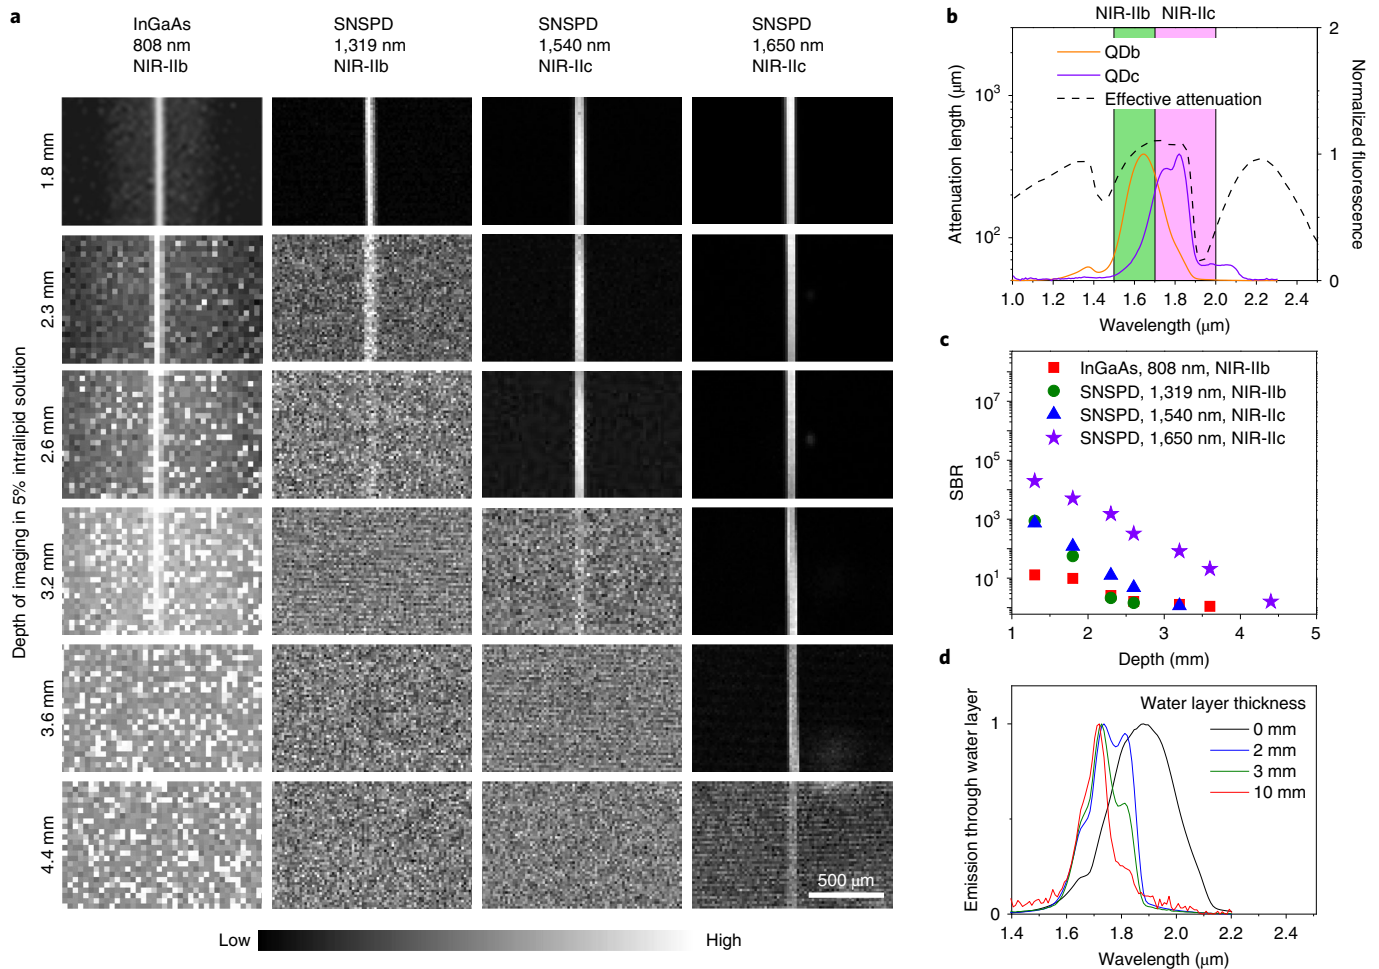 a
InGaAs
808 nm
NIR-IIb
SNSPD
1,319 nm
NIR-IIb
SNSPD
1,540 nm
NIR-IIc
SNSPD
1,650 nm
NIR-IIc
Depth of imaging in 5% intralipid solution
1.8 mm
2.3 mm
2.6 mm
3.2 mm
3.6 mm
4.4 mm
500 μm
Low
High
b
NIR-IIb NIR-IIc
QDb
QDc
Effective attenuation
Attenuation length (μm)
10³
10²
Normalized fluorescence
2
1
0
1.0 1.2 1.4 1.6 1.8 2.0 2.2 2.4
Wavelength (μm)
c
InGaAs, 808 nm, NIR-IIb
SNSPD, 1,319 nm, NIR-IIb
SNSPD, 1,540 nm, NIR-IIc
SNSPD, 1,650 nm, NIR-IIc
SBR
10⁷
10⁵
10³
10¹
1 2 3 4 5
Depth (mm)
d
Water layer thickness
0 mm
2 mm
3 mm
10 mm
Emission through water layer
1
0
1.4 1.6 1.8 2.0 2.2 2.4
Wavelength (μm)